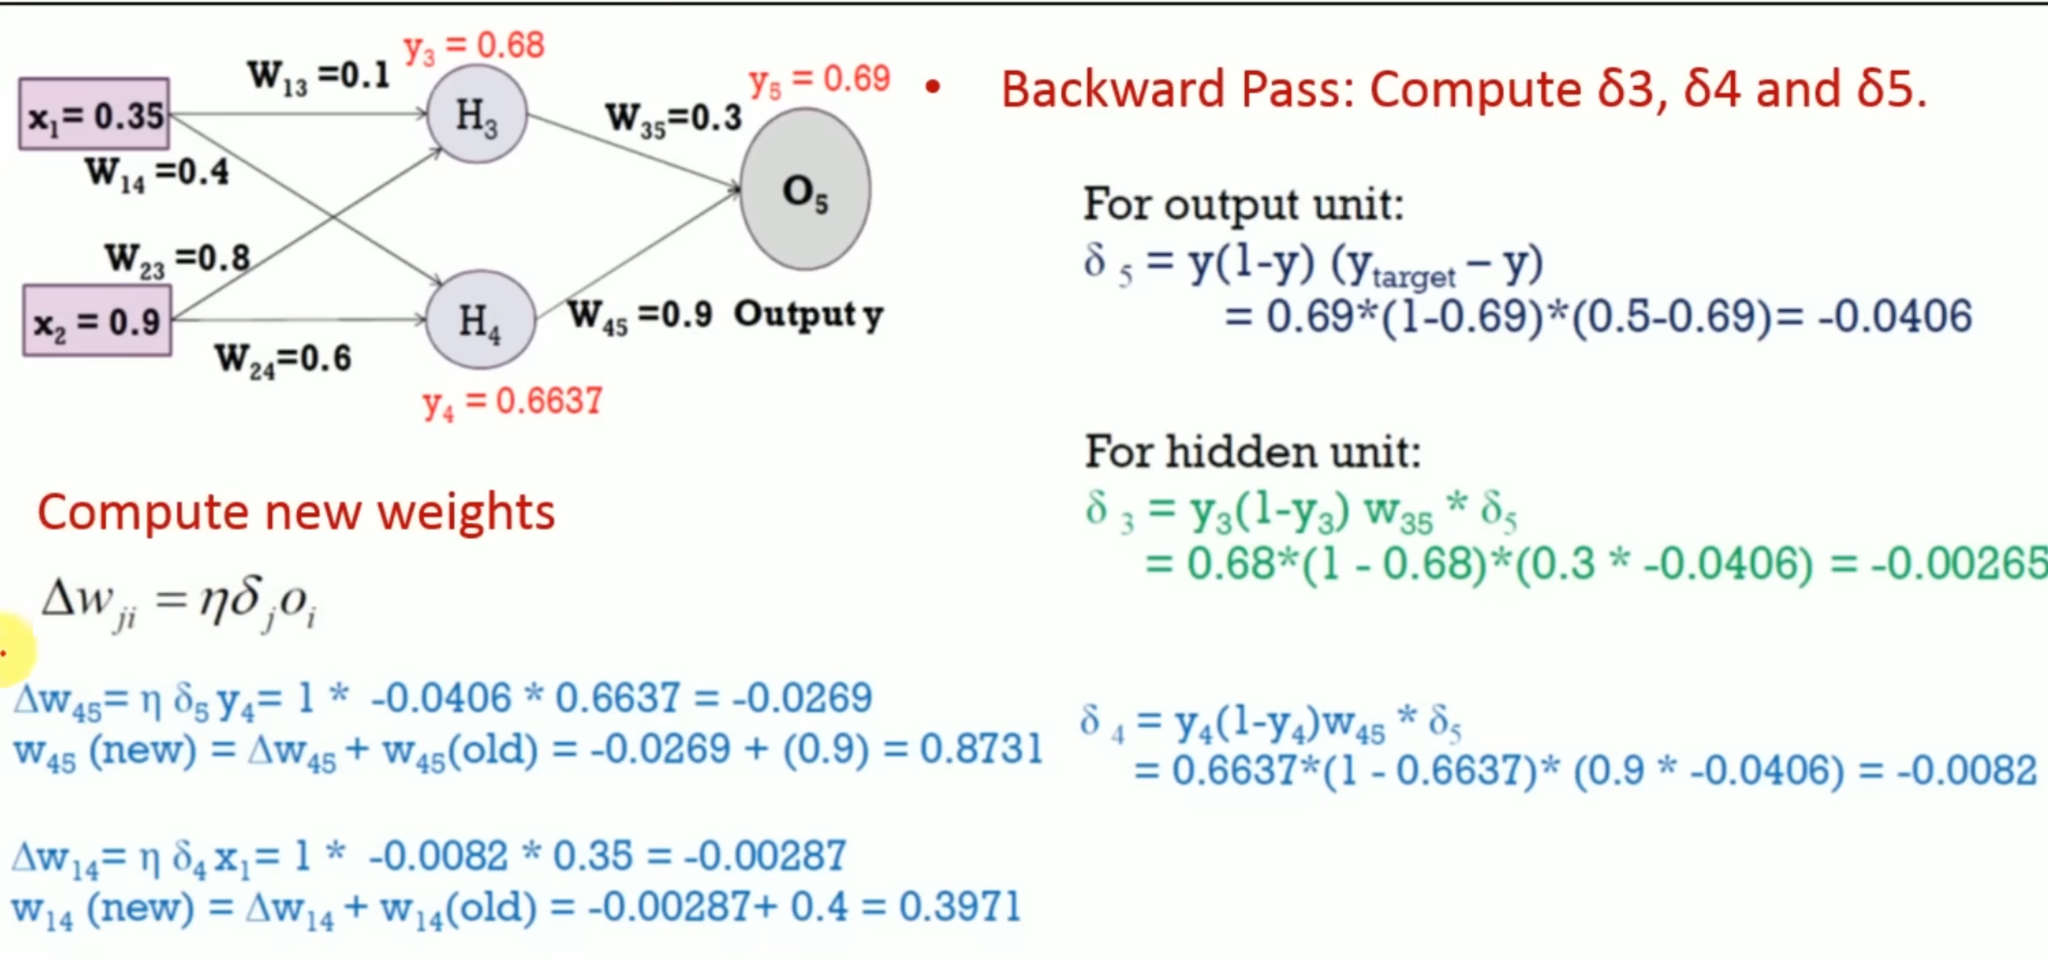 y₃ = 0.68
W₁₃ =0.1
x₁= 0.35
H₃
W₁₄ =0.4
W₃₅=0.3
y₅ = 0.69
O₅
W₂₃ =0.8
x₂ = 0.9
H₄
W₂₄=0.6
W₄₅ =0.9 Output y
y₄ = 0.6637
• Backward Pass: Compute δ3, δ4 and δ5.
For output unit:
δ ₅ = y(1-y) (y_target – y)
= 0.69*(1-0.69)*(0.5-0.69)= -0.0406
For hidden unit:
δ ₃ = y₃(1-y₃) w₃₅ * δ₅
= 0.68*(1 - 0.68)*(0.3 * -0.0406) = -0.00265
δ ₄ = y₄(1-y₄)w₄₅ * δ₅
= 0.6637*(1 - 0.6637)* (0.9 * -0.0406) = -0.0082
Compute new weights
Δwⱼᵢ = ηδⱼoᵢ
Δw₄₅= η δ₅ y₄= 1 * -0.0406 * 0.6637 = -0.0269
w₄₅ (new) = Δw₄₅ + w₄₅(old) = -0.0269 + (0.9) = 0.8731
Δw₁₄= η δ₄ x₁= 1 * -0.0082 * 0.35 = -0.00287
w₁₄ (new) = Δw₁₄ + w₁₄(old) = -0.00287+ 0.4 = 0.3971